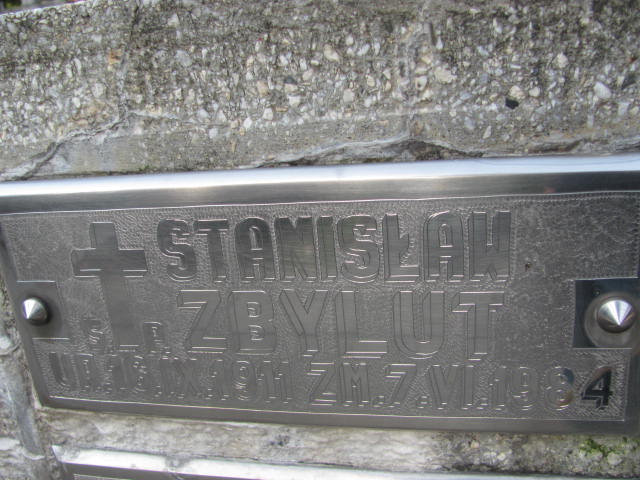 STANISŁAW
Ś. P. ZBYLUT
UR. 13.IX.1911 ZM. 7.VI.1984